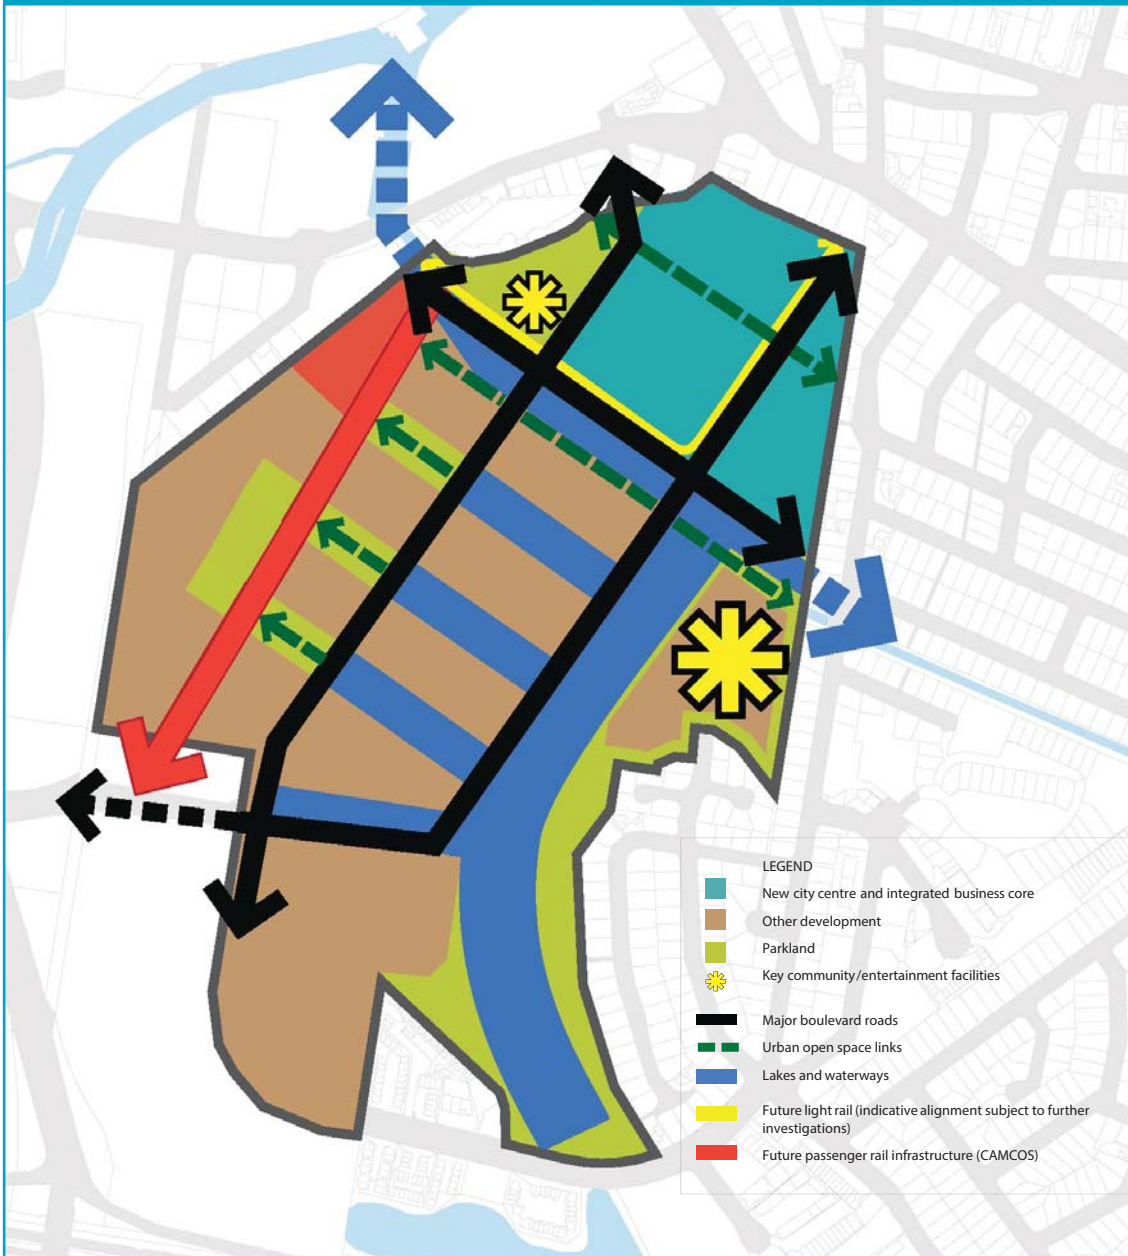 LEGEND
New city centre and integrated business core
Other development
Parkland
Key community/entertainment facilities
Major boulevard roads
Urban open space links
Lakes and waterways
Future light rail (indicative alignment subject to further
investigations)
Future passenger rail infrastructure (CAMCOS)